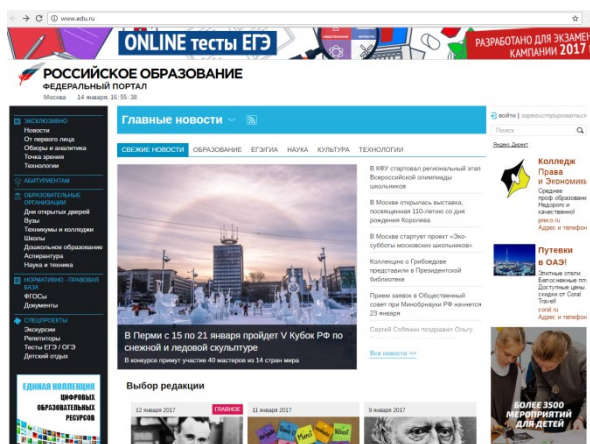 www.edu.ru
ONLINE тесты ЕГЭ
РАЗРАБОТАНО ДЛЯ ЭКЗАМЕН
КАМПАНИИ 2017
РОССИЙСКОЕ ОБРАЗОВАНИЕ
ФЕДЕРАЛЬНЫЙ ПОРТАЛ
Москва 14 января, 16:55:38
ЭКСКЛЮЗИВНО
Новости
От первого лица
Обзоры и аналитика
Точка зрения
Технологии
АБИТУРИЕНТАМ
ОБРАЗОВАТЕЛЬНЫЕ
ОРГАНИЗАЦИИ
Дни открытых дверей
Вузы
Техникумы и колледжи
Школы
Дошкольное образование
Аспирантура
Наука и техника
НОРМАТИВНО - ПРАВОВАЯ
БАЗА
ФГОСы
Документы
СПЕЦПРОЕКТЫ
Экскурсии
Репетиторы
Тесты ЕГЭ / ОГЭ
Детский отдых
ЕДИНАЯ КОЛЛЕКЦИЯ
ЦИФРОВЫХ
ОБРАЗОВАТЕЛЬНЫХ
РЕСУРСОВ
Главные новости
СВЕЖИЕ НОВОСТИ ОБРАЗОВАНИЕ ЕГЭ/ГИА НАУКА КУЛЬТУРА ТЕХНОЛОГИИ
В Перми с 15 по 21 января пройдет V Кубок РФ по
снежной и ледовой скульптуре
В конкурсе примут участие 40 мастеров из 14 стран мира
В КФУ стартовал региональный этап
Всероссийской олимпиады
школьников
В Москве открылась выставка,
посвященная 110-летию со дня
рождения Королева
В Москве стартует проект «Эко-
субботы московских школьников»
Коллекцию о Грибоедове
представили в Президентской
библиотеке
Прием заявок в Общественный
совет при Минобрнауки РФ начнется
23 января
Сергей Собянин поздравил Ольгу
Все новости >>
Выбор редакции
12 января 2017
ГЛАВНОЕ
11 января 2017
Merci
9 января 2017
войти | зарегистрироваться
Поиск
Яндекс.Директ
Колледж
Права
и Экономики
Среднее
проф.образовани
Недорого и
качественно!
preco.ru
Адрес и телефон
Путевки
в ОАЭ!
Элитные отели.
Белоснежные пл
Доступные цены
скидки от Coral
Travel!
coral.ru
Адрес и телефон
БОЛЕЕ 3500
МЕРОПРИЯТИЙ
ДЛЯ ДЕТЕЙ